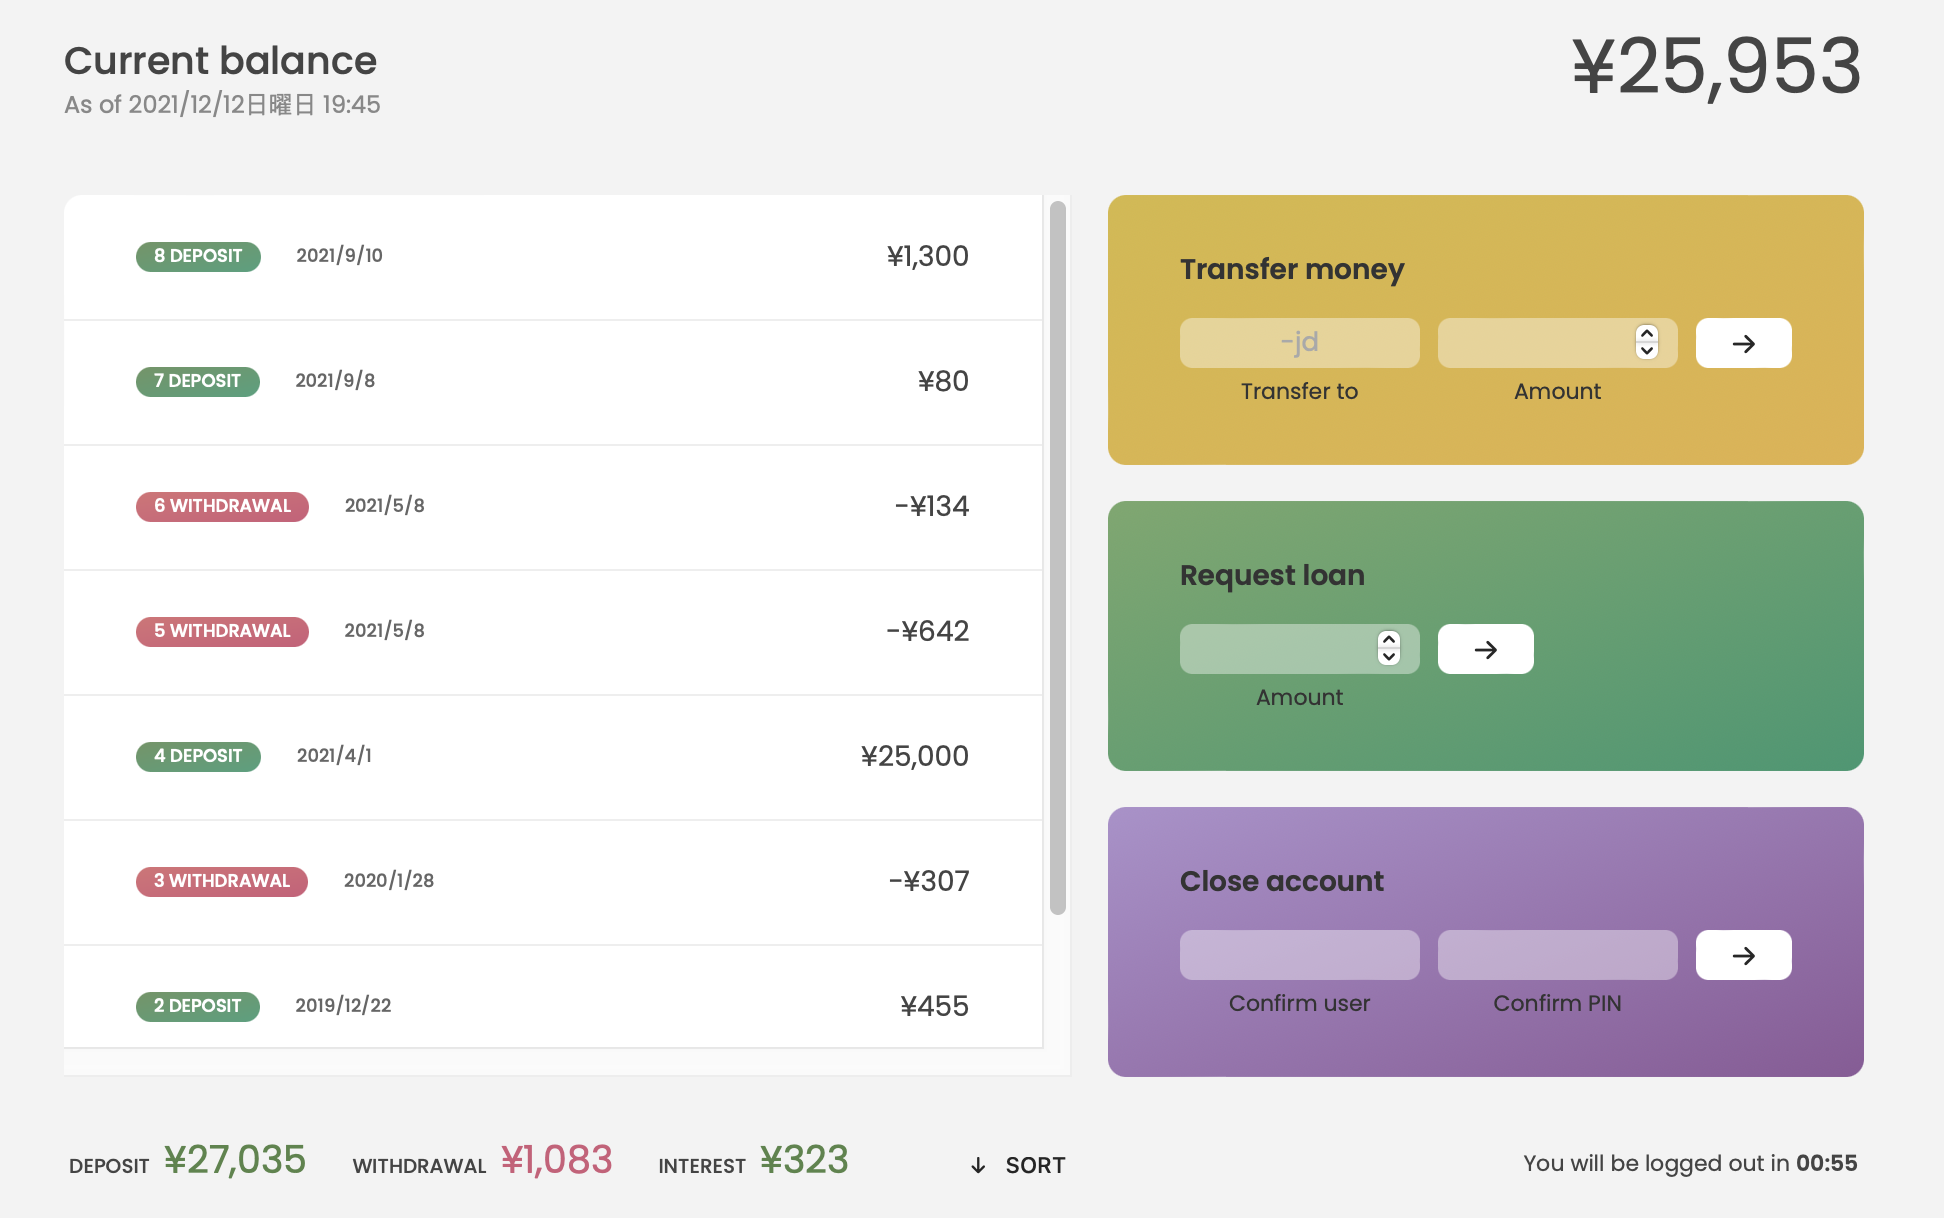 Current balance
As of 2021/12/12日曜日 19:45
¥25,953
8 DEPOSIT 2021/9/10 ¥1,300
7 DEPOSIT 2021/9/8 ¥80
6 WITHDRAWAL 2021/5/8 -¥134
5 WITHDRAWAL 2021/5/8 -¥642
4 DEPOSIT 2021/4/1 ¥25,000
3 WITHDRAWAL 2020/1/28 -¥307
2 DEPOSIT 2019/12/22 ¥455
Transfer money
-jd
Transfer to Amount
Request loan
Amount
Close account
Confirm user Confirm PIN
DEPOSIT ¥27,035 WITHDRAWAL ¥1,083 INTEREST ¥323 ↓ SORT
You will be logged out in 00:55